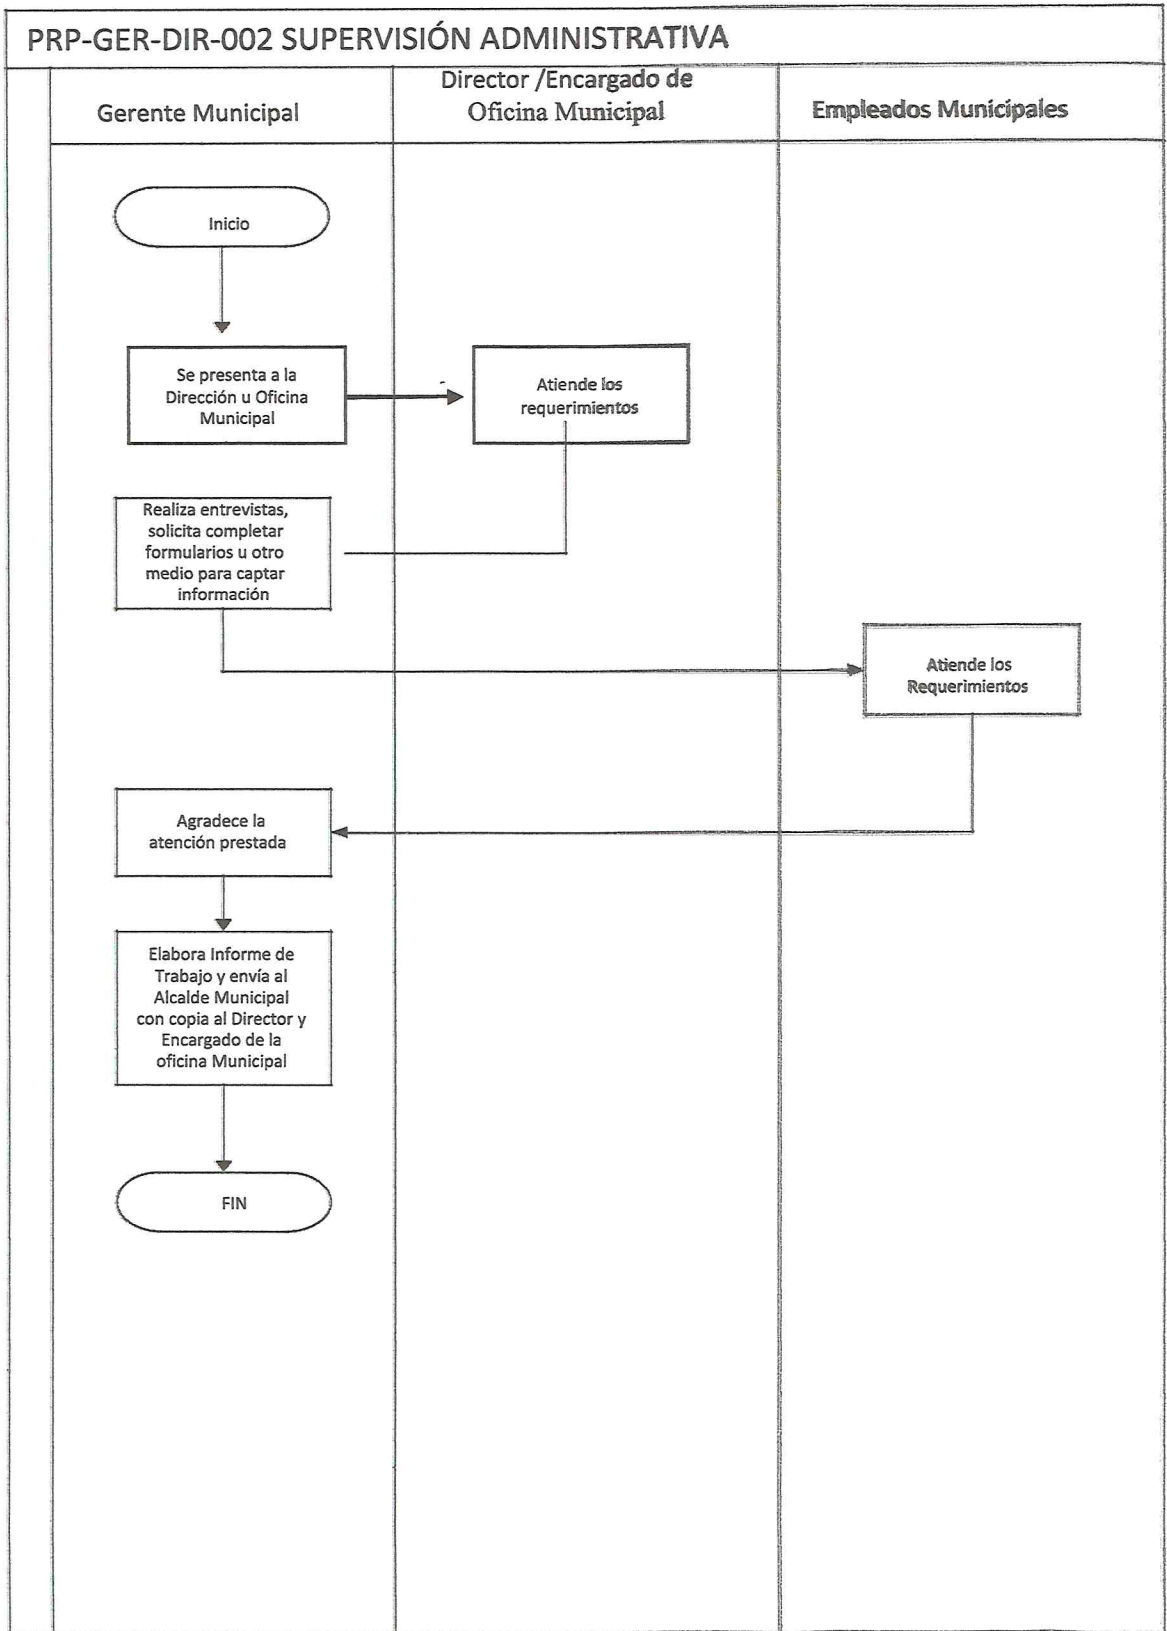 PRP-GER-DIR-002 SUPERVISIÓN ADMINISTRATIVA
Gerente Municipal
Director /Encargado de
Oficina Municipal
Empleados Municipales
Inicio
Se presenta a la
Dirección u Oficina
Municipal
Atiende los
requerimientos
Realiza entrevistas,
solicita completar
formularios u otro
medio para captar
información
Atiende los
Requerimientos
Agradece la
atención prestada
Elabora Informe de
Trabajo y envía al
Alcalde Municipal
con copia al Director y
Encargado de la
oficina Municipal
FIN